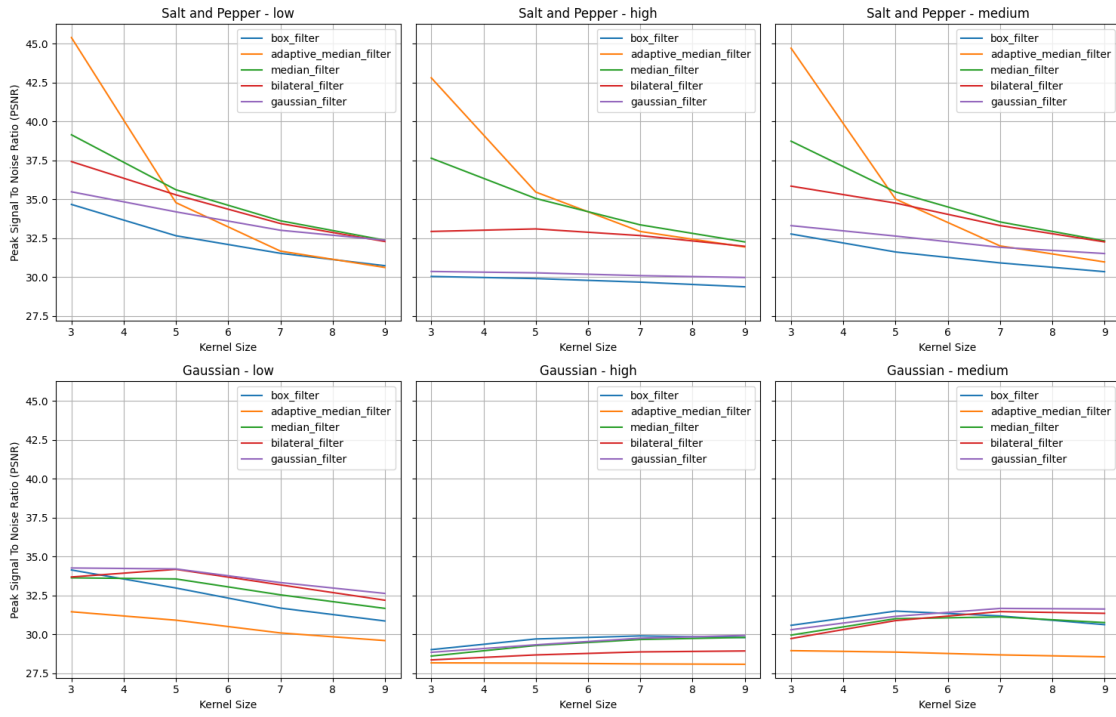 Salt and Pepper - low
Peak Signal To Noise Ratio (PSNR)
45.0
42.5
40.0
37.5
35.0
32.5
30.0
27.5
box_filter
adaptive_median_filter
median_filter
bilateral_filter
gaussian_filter
3 4 5 6 7 8 9
Kernel Size
Salt and Pepper - high
box_filter
adaptive_median_filter
median_filter
bilateral_filter
gaussian_filter
3 4 5 6 7 8 9
Kernel Size
Salt and Pepper - medium
box_filter
adaptive_median_filter
median_filter
bilateral_filter
gaussian_filter
3 4 5 6 7 8 9
Kernel Size
Gaussian - low
Peak Signal To Noise Ratio (PSNR)
45.0
42.5
40.0
37.5
35.0
32.5
30.0
27.5
box_filter
adaptive_median_filter
median_filter
bilateral_filter
gaussian_filter
3 4 5 6 7 8 9
Kernel Size
Gaussian - high
box_filter
adaptive_median_filter
median_filter
bilateral_filter
gaussian_filter
3 4 5 6 7 8 9
Kernel Size
Gaussian - medium
box_filter
adaptive_median_filter
median_filter
bilateral_filter
gaussian_filter
3 4 5 6 7 8 9
Kernel Size